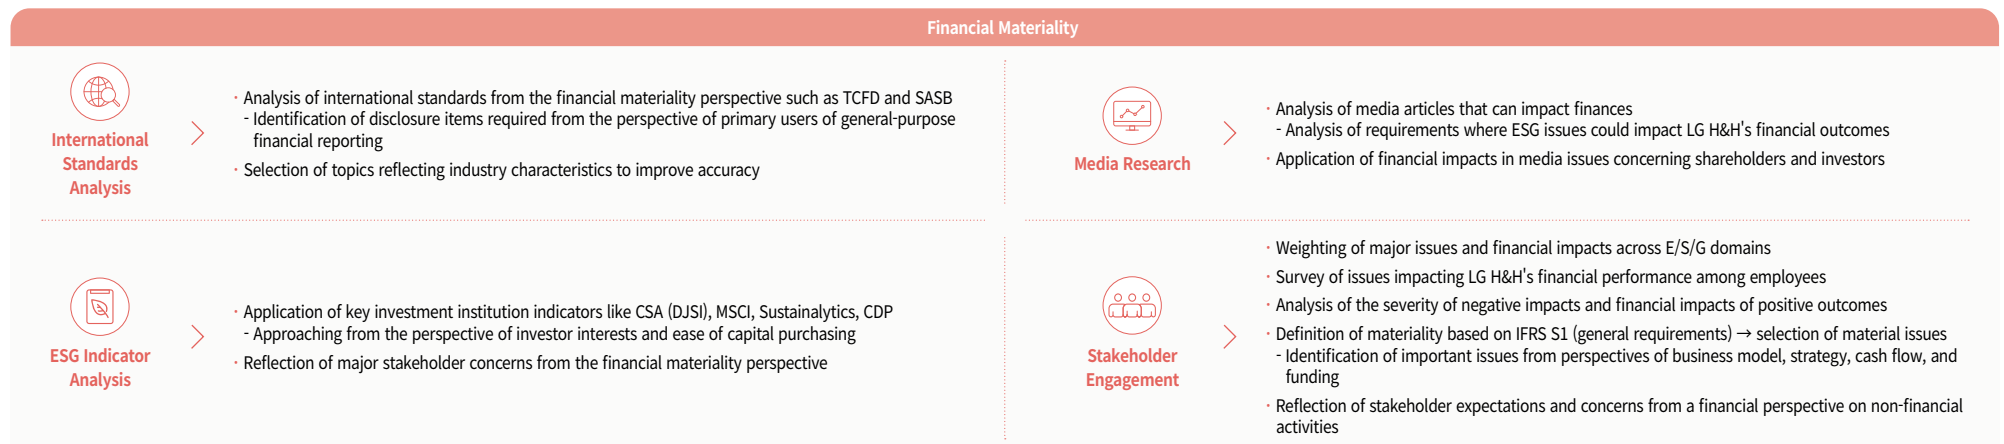 Financial Materiality
International
Standards
Analysis
· Analysis of international standards from the financial materiality perspective such as TCFD and SASB
- Identification of disclosure items required from the perspective of primary users of general-purpose
financial reporting
· Selection of topics reflecting industry characteristics to improve accuracy
Media Research
· Analysis of media articles that can impact finances
- Analysis of requirements where ESG issues could impact LG H&H's financial outcomes
· Application of financial impacts in media issues concerning shareholders and investors
ESG Indicator
Analysis
· Application of key investment institution indicators like CSA (DJSI), MSCI, Sustainalytics, CDP
- Approaching from the perspective of investor interests and ease of capital purchasing
· Reflection of major stakeholder concerns from the financial materiality perspective
Stakeholder
Engagement
· Weighting of major issues and financial impacts across E/S/G domains
· Survey of issues impacting LG H&H's financial performance among employees
· Analysis of the severity of negative impacts and financial impacts of positive outcomes
· Definition of materiality based on IFRS S1 (general requirements) → selection of material issues
- Identification of important issues from perspectives of business model, strategy, cash flow, and
funding
· Reflection of stakeholder expectations and concerns from a financial perspective on non-financial
activities